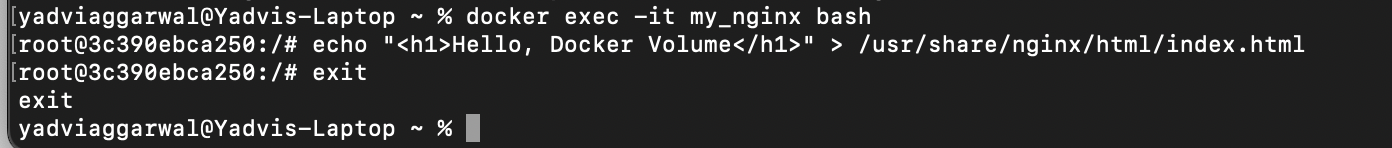 [yadviaggarwal@Yadvis-Laptop ~ % docker exec -it my_nginx bash
[root@3c390ebca250:/# echo "<h1>Hello, Docker Volume</h1>" > /usr/share/nginx/html/index.html
[root@3c390ebca250:/# exit
exit
yadviaggarwal@Yadvis-Laptop ~ %